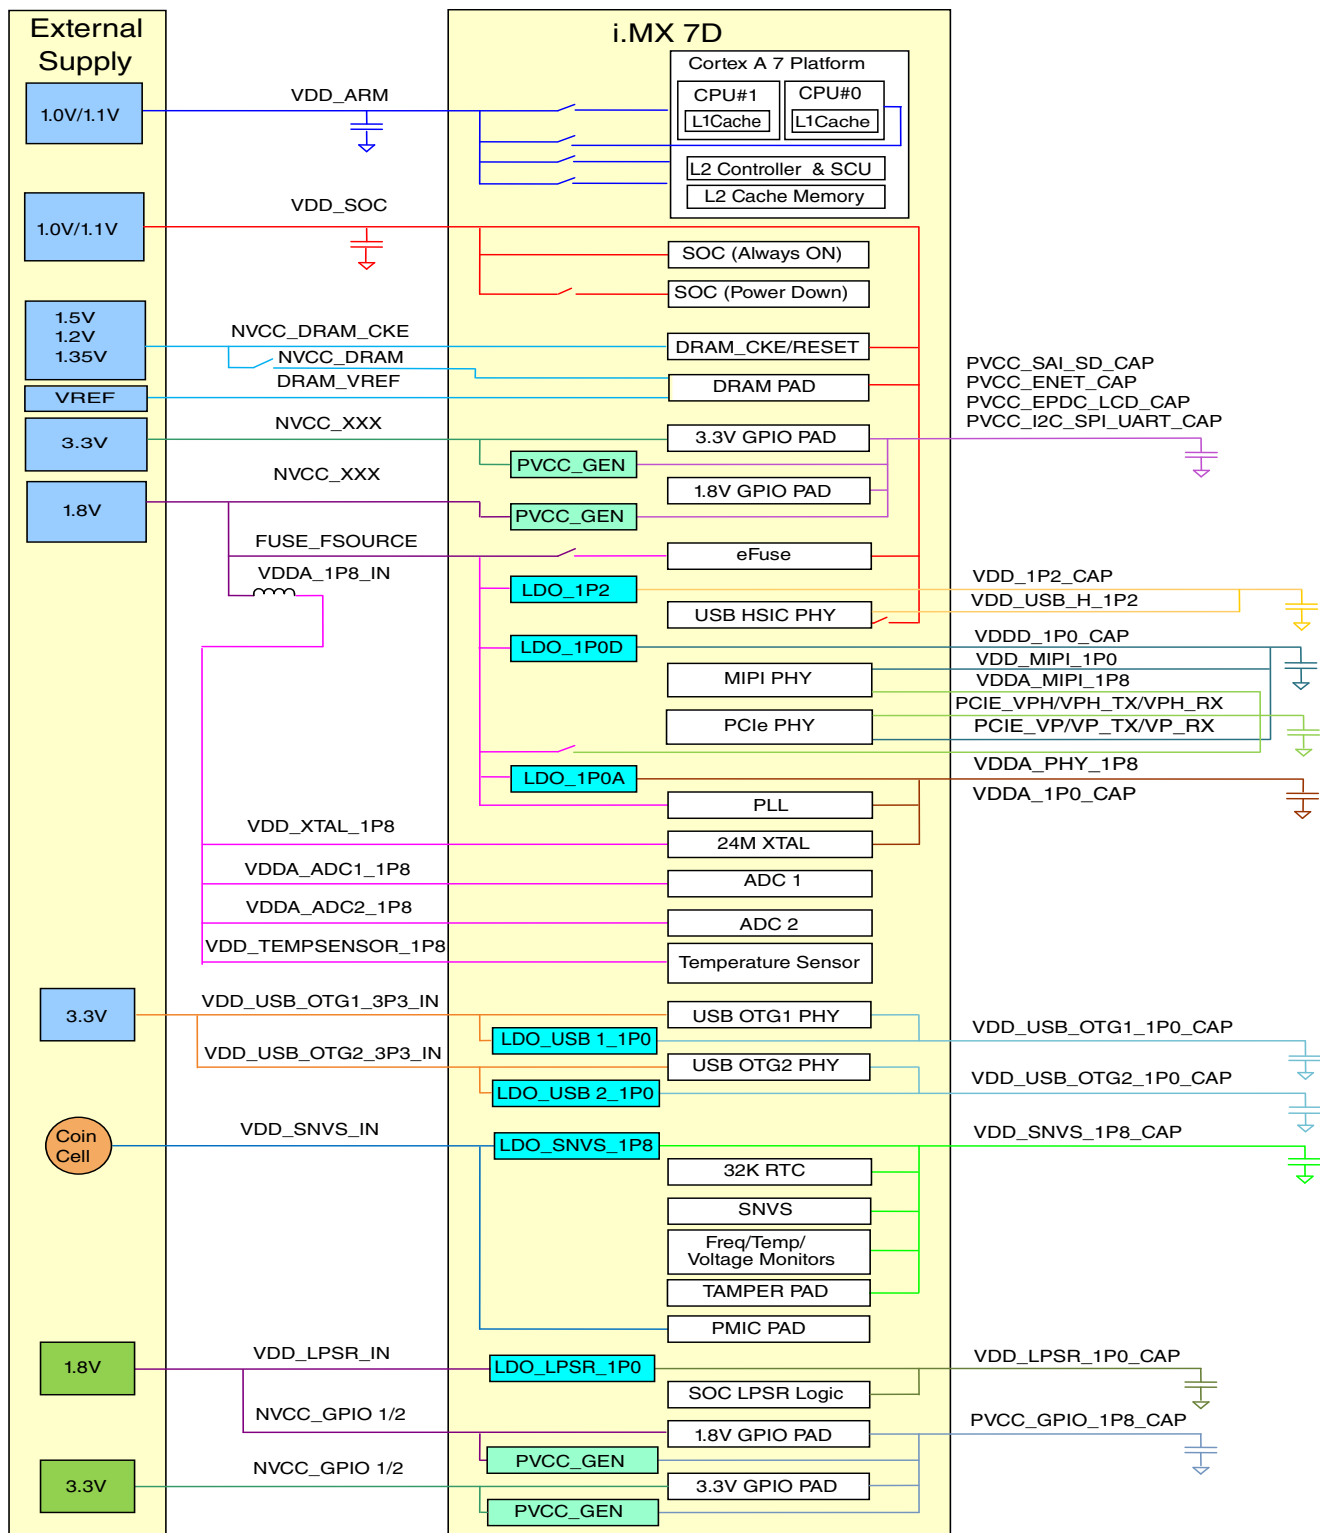 External
Supply
i.MX 7D
Cortex A 7 Platform
CPU#1
CPU#0
L1Cache
L1Cache
L2 Controller & SCU
L2 Cache Memory
1.0V/1.1V
VDD_ARM
1.0V/1.1V
VDD_SOC
SOC (Always ON)
SOC (Power Down)
1.5V
1.2V
1.35V
NVCC_DRAM_CKE
NVCC_DRAM
DRAM_VREF
VREF
DRAM_CKE/RESET
DRAM PAD
PVCC_SAI_SD_CAP
PVCC_ENET_CAP
PVCC_EPDC_LCD_CAP
PVCC_I2C_SPI_UART_CAP
3.3V
NVCC_XXX
3.3V GPIO PAD
PVCC_GEN
NVCC_XXX
1.8V
1.8V GPIO PAD
PVCC_GEN
FUSE_FSOURCE
eFuse
VDDA_1P8_IN
LDO_1P2
VDD_1P2_CAP
VDD_USB_H_1P2
USB HSIC PHY
LDO_1P0D
VDDD_1P0_CAP
VDD_MIPI_1P0
MIPI PHY
VDDA_MIPI_1P8
PCIE_VPH/VPH_TX/VPH_RX
PCIe PHY
PCIE_VP/VP_TX/VP_RX
LDO_1P0A
VDDA_PHY_1P8
VDDA_1P0_CAP
PLL
VDD_XTAL_1P8
24M XTAL
VDDA_ADC1_1P8
ADC 1
VDDA_ADC2_1P8
ADC 2
VDD_TEMPSENSOR_1P8
Temperature Sensor
3.3V
VDD_USB_OTG1_3P3_IN
USB OTG1 PHY
LDO_USB 1_1P0
VDD_USB_OTG1_1P0_CAP
VDD_USB_OTG2_3P3_IN
USB OTG2 PHY
LDO_USB 2_1P0
VDD_USB_OTG2_1P0_CAP
Coin
Cell
VDD_SNVS_IN
LDO_SNVS_1P8
VDD_SNVS_1P8_CAP
32K RTC
SNVS
Freq/Temp/
Voltage Monitors
TAMPER PAD
PMIC PAD
1.8V
VDD_LPSR_IN
LDO_LPSR_1P0
VDD_LPSR_1P0_CAP
SOC LPSR Logic
NVCC_GPIO 1/2
1.8V GPIO PAD
PVCC_GPIO_1P8_CAP
PVCC_GEN
3.3V
NVCC_GPIO 1/2
3.3V GPIO PAD
PVCC_GEN